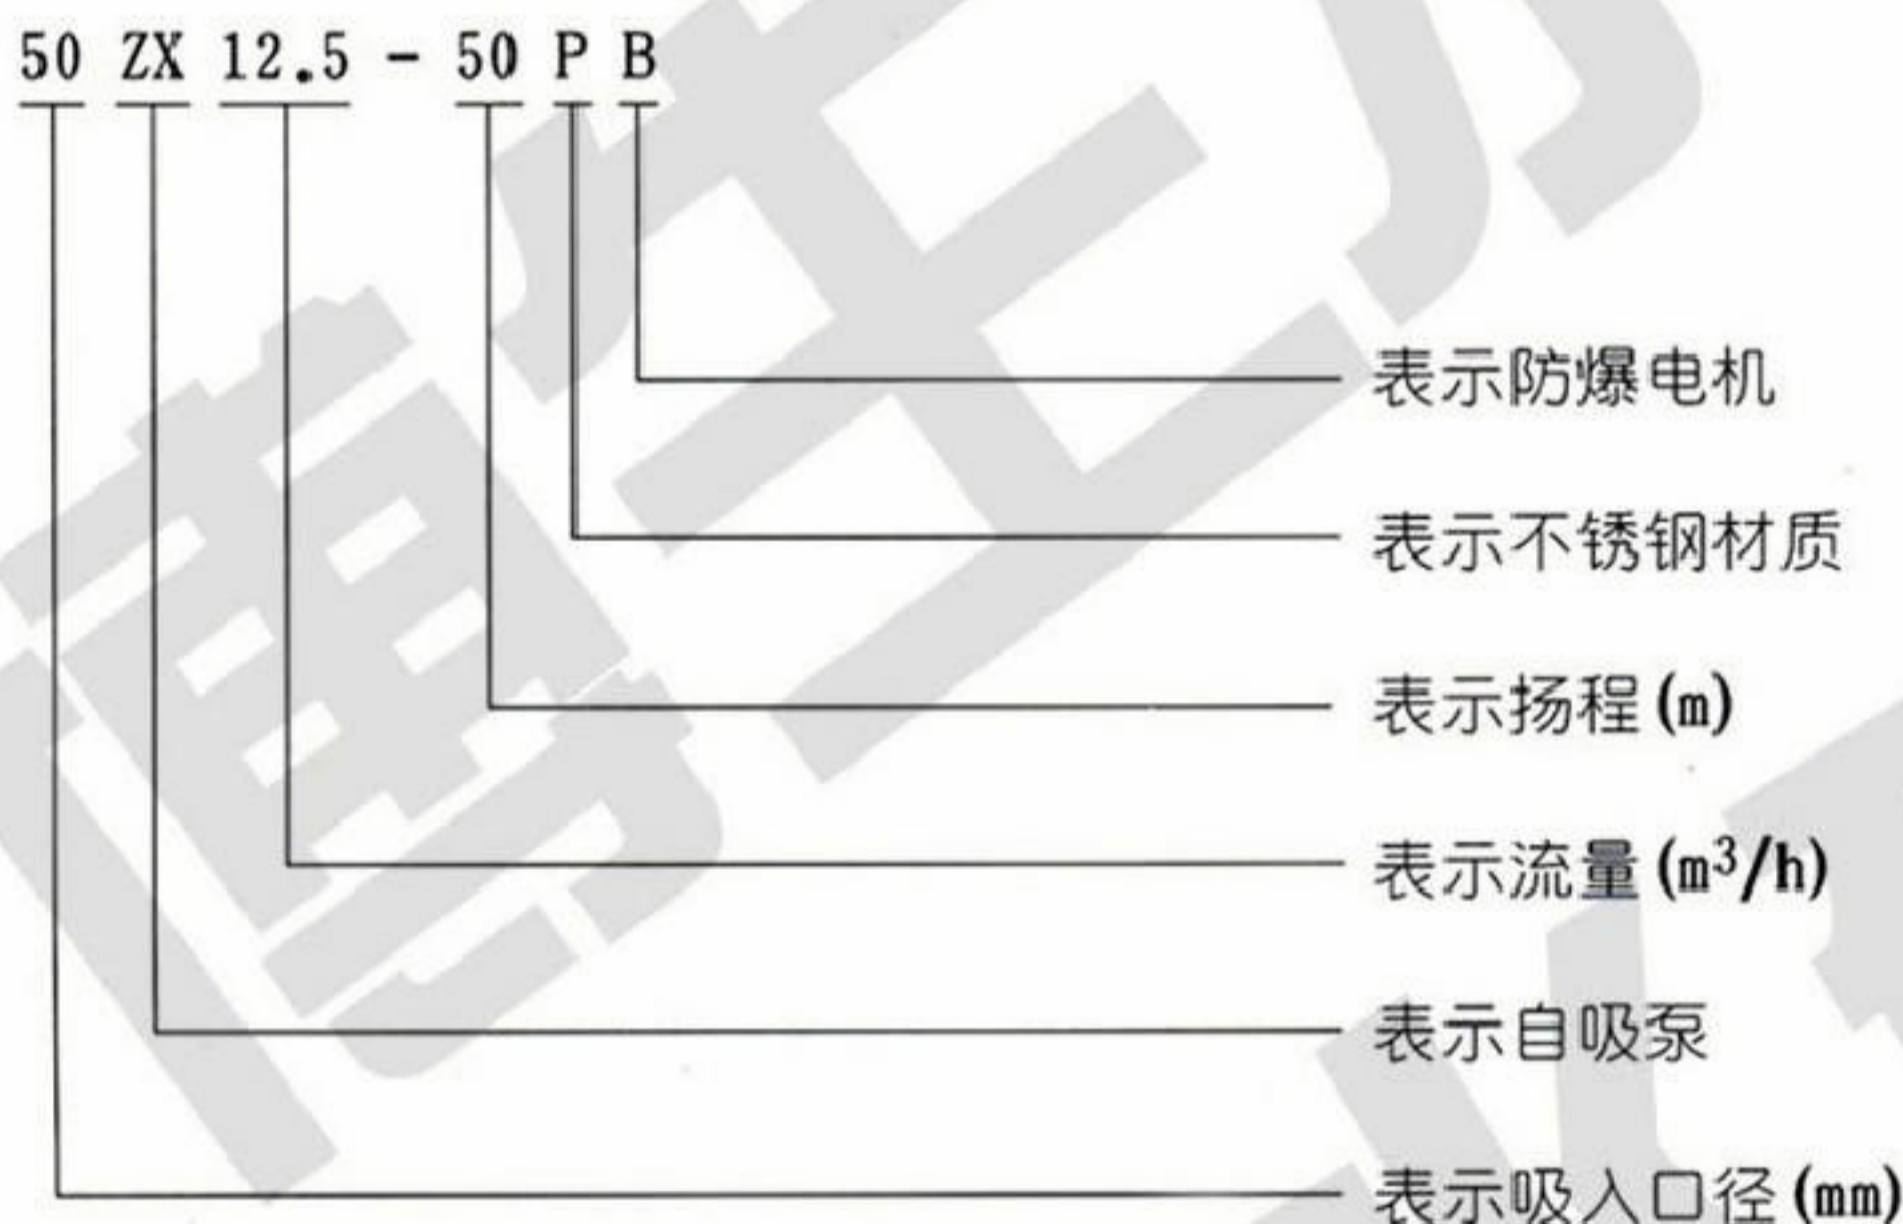 50 ZX 12.5 - 50 P B
表示防爆电机
表示不锈钢材质
表示扬程(m)
表示流量(m³/h)
表示自吸泵
表示吸入口径(mm)